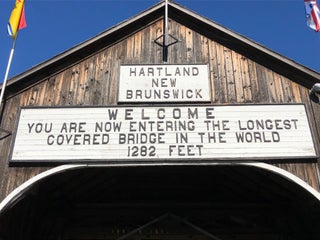 HARTLAND
NEW
BRUNSWICK
WELCOME
YOU ARE NOW ENTERING THE LONGEST
COVERED BRIDGE IN THE WORLD
1282 FEET